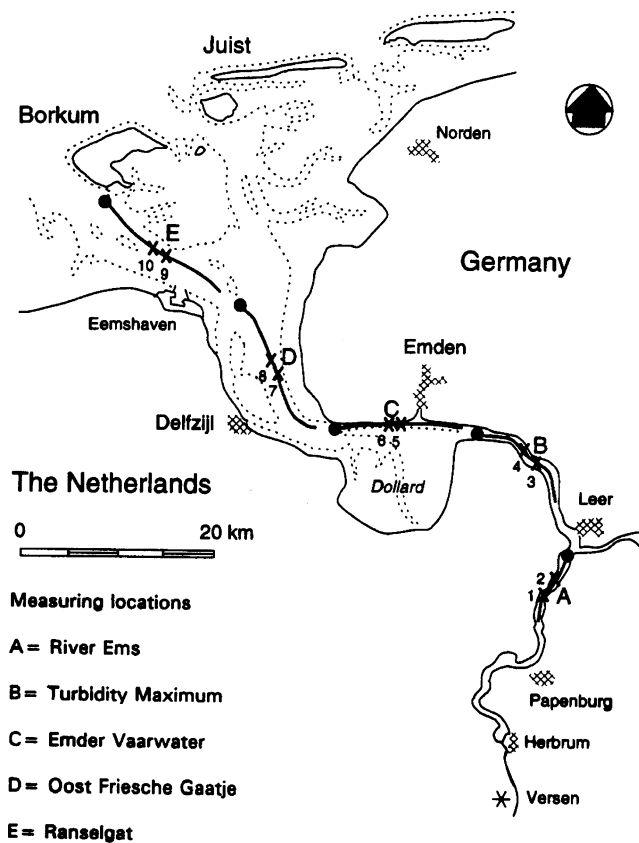 Juist
Borkum
Norden
E
10
9
Germany
Eemshaven
Emden
D
8
7
C
6 5
Delfzijl
B
4
3
Dollard
The Netherlands
Leer
0 20 km
2
1
A
Measuring locations
A= River Ems
Papenburg
B= Turbidity Maximum
Herbrum
C= Emder Vaarwater
D= Oost Friesche Gaatje
Versen
E= Ranselgat